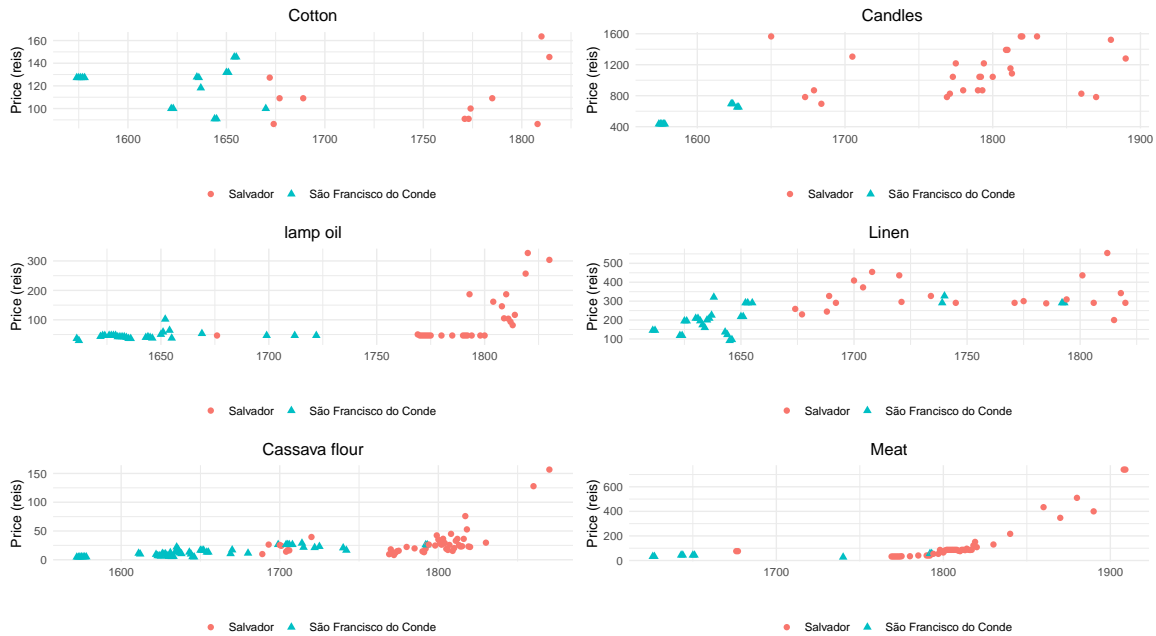 Cotton
Price (reis)
160
140
120
100
1600
1650
1700
1750
1800
Salvador
São Francisco do Conde
Candles
Price (reis)
1600
1200
800
400
1600
1700
1800
1900
Salvador
São Francisco do Conde
lamp oil
Price (reis)
300
200
100
1650
1700
1750
1800
Salvador
São Francisco do Conde
Linen
Price (reis)
500
400
300
200
100
1650
1700
1750
1800
Salvador
São Francisco do Conde
Cassava flour
Price (reis)
150
100
50
0
1600
1700
1800
Salvador
São Francisco do Conde
Meat
Price (reis)
600
400
200
0
1700
1800
1900
Salvador
São Francisco do Conde